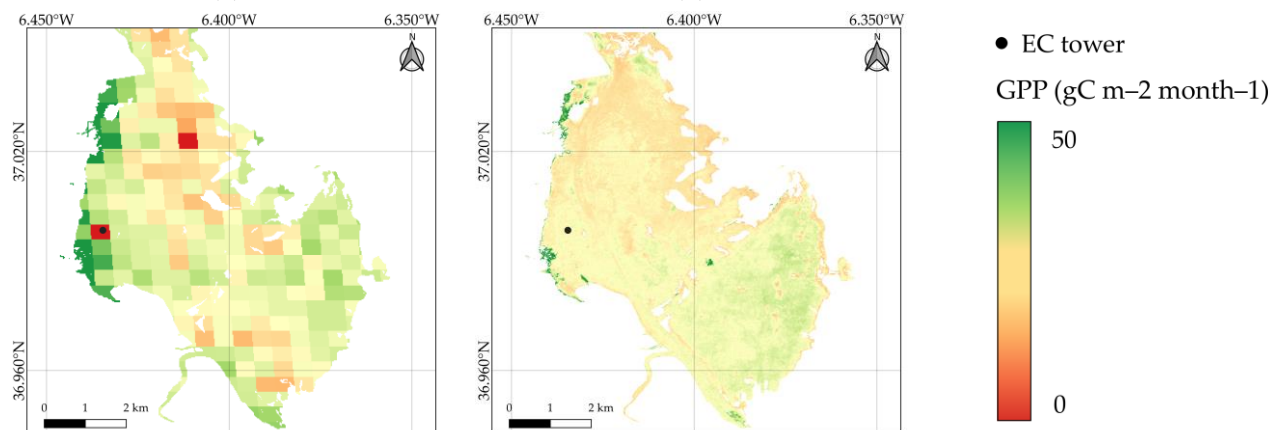 6.450°W 6.400°W 6.350°W 6.450°W 6.400°W 6.350°W
N N
EC tower
GPP (gC m–2 month–1)
50
37.020°N 37.020°N
36.960°N 36.960°N
0
0 1 2 km 0 1 2 km